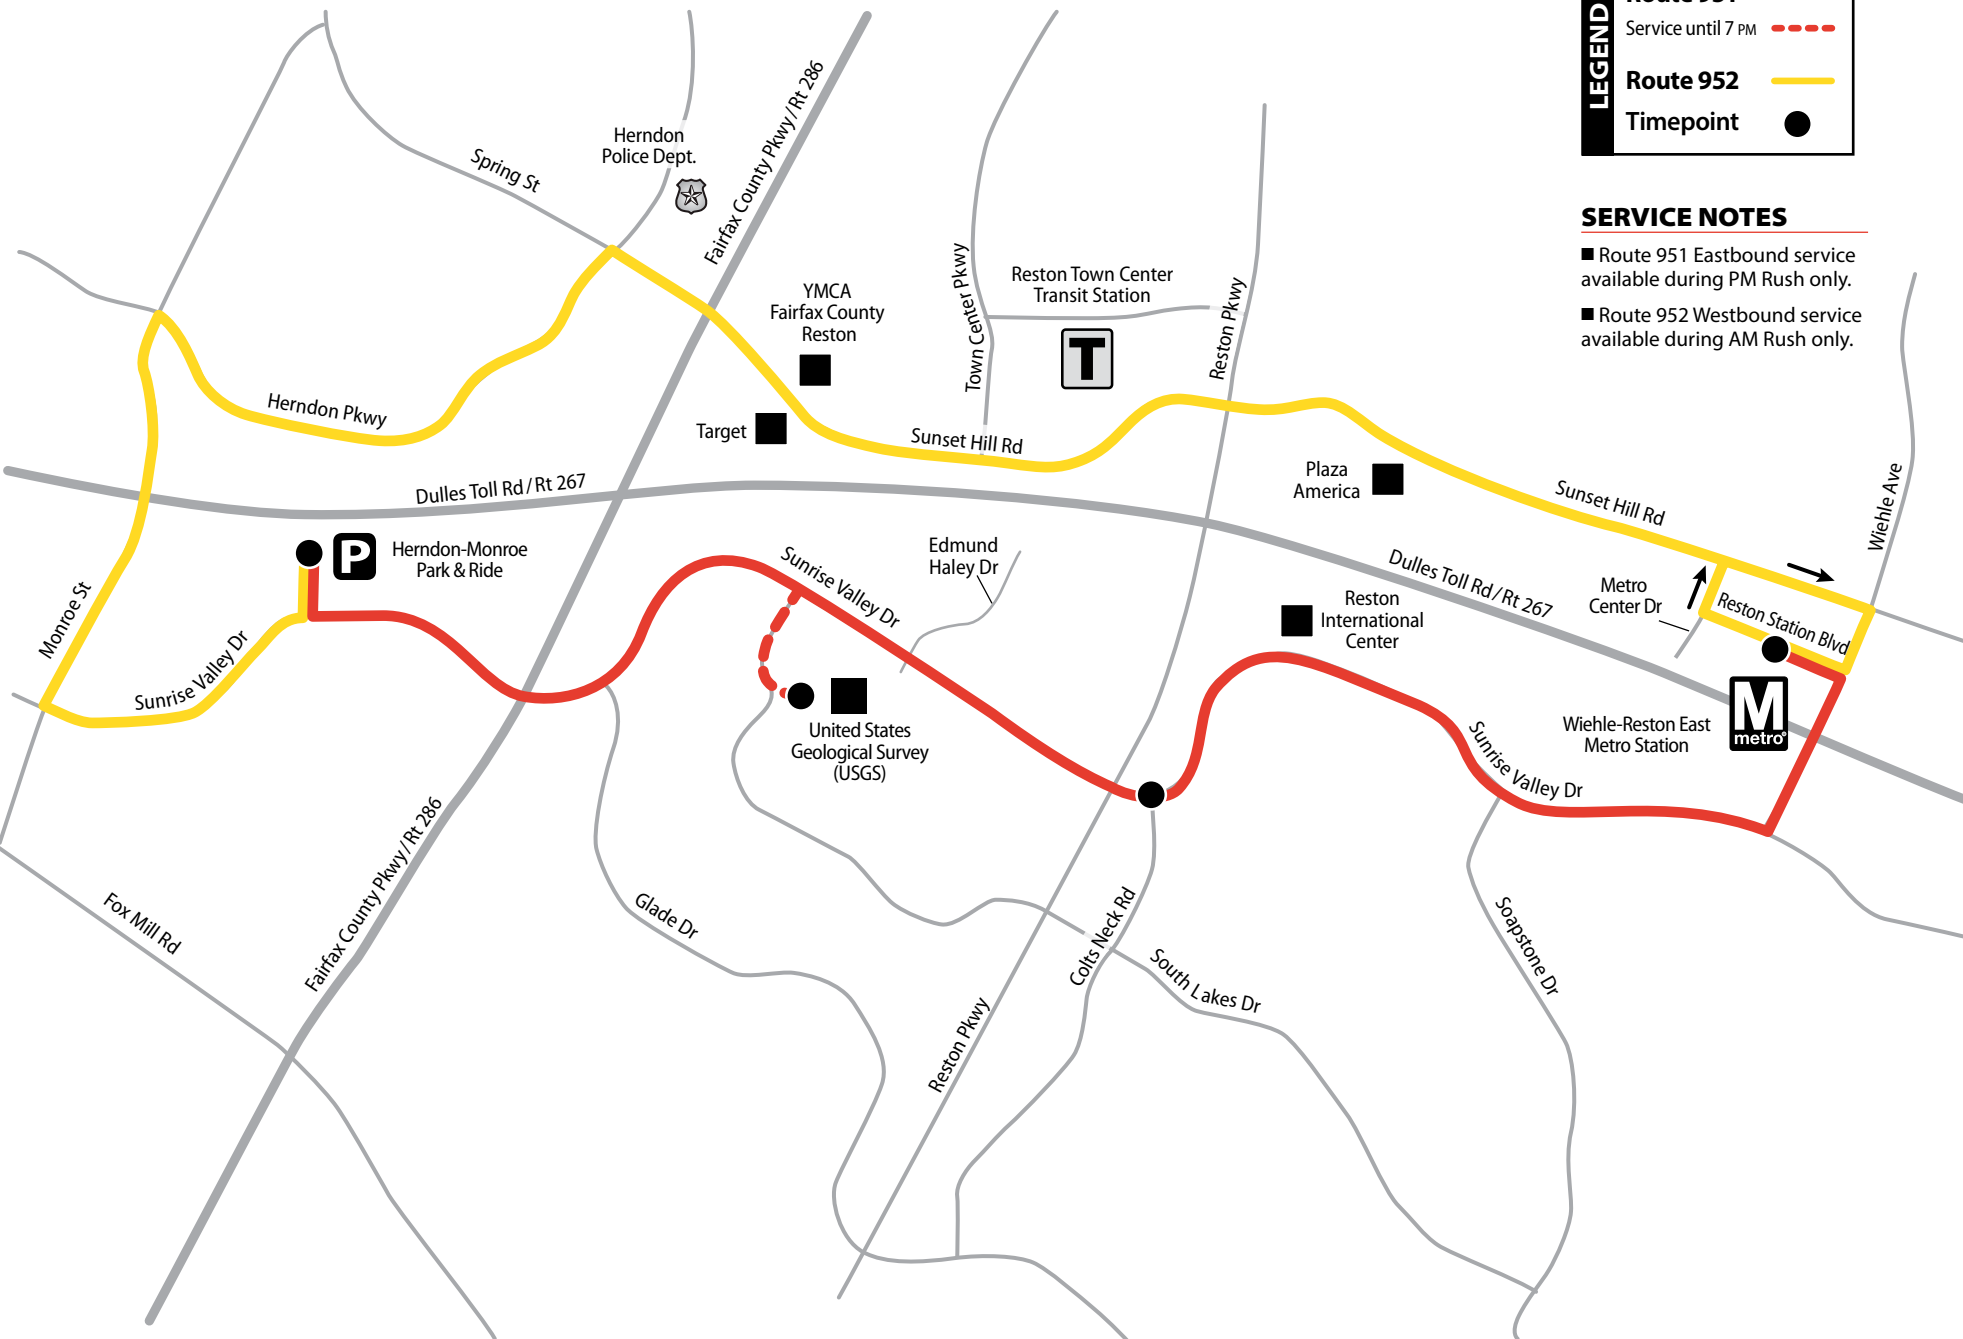 LEGEND
Route 951
Service until 7 PM
Route 952
Timepoint
SERVICE NOTES
■ Route 951 Eastbound service
available during PM Rush only.
■ Route 952 Westbound service
available during AM Rush only.
Herndon
Police Dept.
Spring St
Fairfax County Pkwy/Rt 286
YMCA
Fairfax County
Reston
Town Center Pkwy
Reston Town Center
Transit Station
T
Reston Pkwy
Herndon Pkwy
Target
Sunset Hill Rd
Plaza
America
Sunset Hill Rd
Wiehle Ave
Dulles Toll Rd/Rt 267
P
Herndon-Monroe
Park & Ride
Edmund
Haley Dr
Sunrise Valley Dr
Dulles Toll Rd/Rt 267
Metro
Center Dr
Reston Station Blvd
Reston
International
Center
Monroe St
Sunrise Valley Dr
United States
Geological Survey
(USGS)
Wiehle-Reston East
Metro Station
M
metro
Sunrise Valley Dr
Fairfax County Pkwy/Rt 286
Fox Mill Rd
Glade Dr
Colts Neck Rd
South Lakes Dr
Soapstone Dr
Reston Pkwy